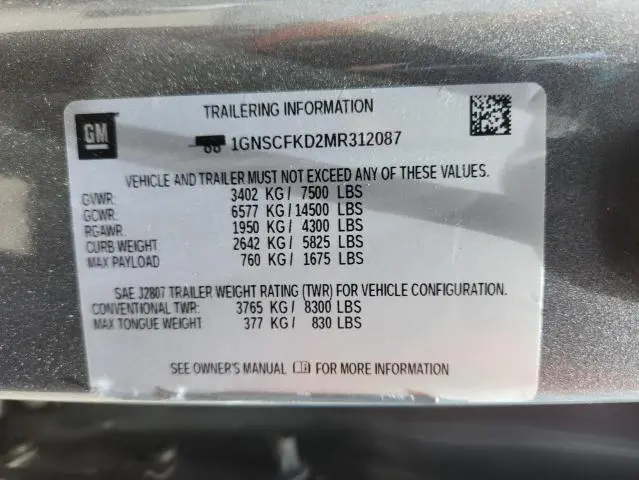 GM
TRAILERING INFORMATION
1GNSCFKD2MR312087
VEHICLE AND TRAILER MUST NOT EXCEED ANY OF THESE VALUES.
GVWR: 3402 KG / 7500 LBS
GCWR: 6577 KG / 14500 LBS
RGAWR: 1950 KG / 4300 LBS
CURB WEIGHT 2642 KG / 5825 LBS
MAX PAYLOAD 760 KG / 1675 LBS
SAE J2807 TRAILER WEIGHT RATING (TWR) FOR VEHICLE CONFIGURATION.
CONVENTIONAL TWR: 3765 KG / 8300 LBS
MAX TONGUE WEIGHT: 377 KG / 830 LBS
SEE OWNER'S MANUAL FOR MORE INFORMATION